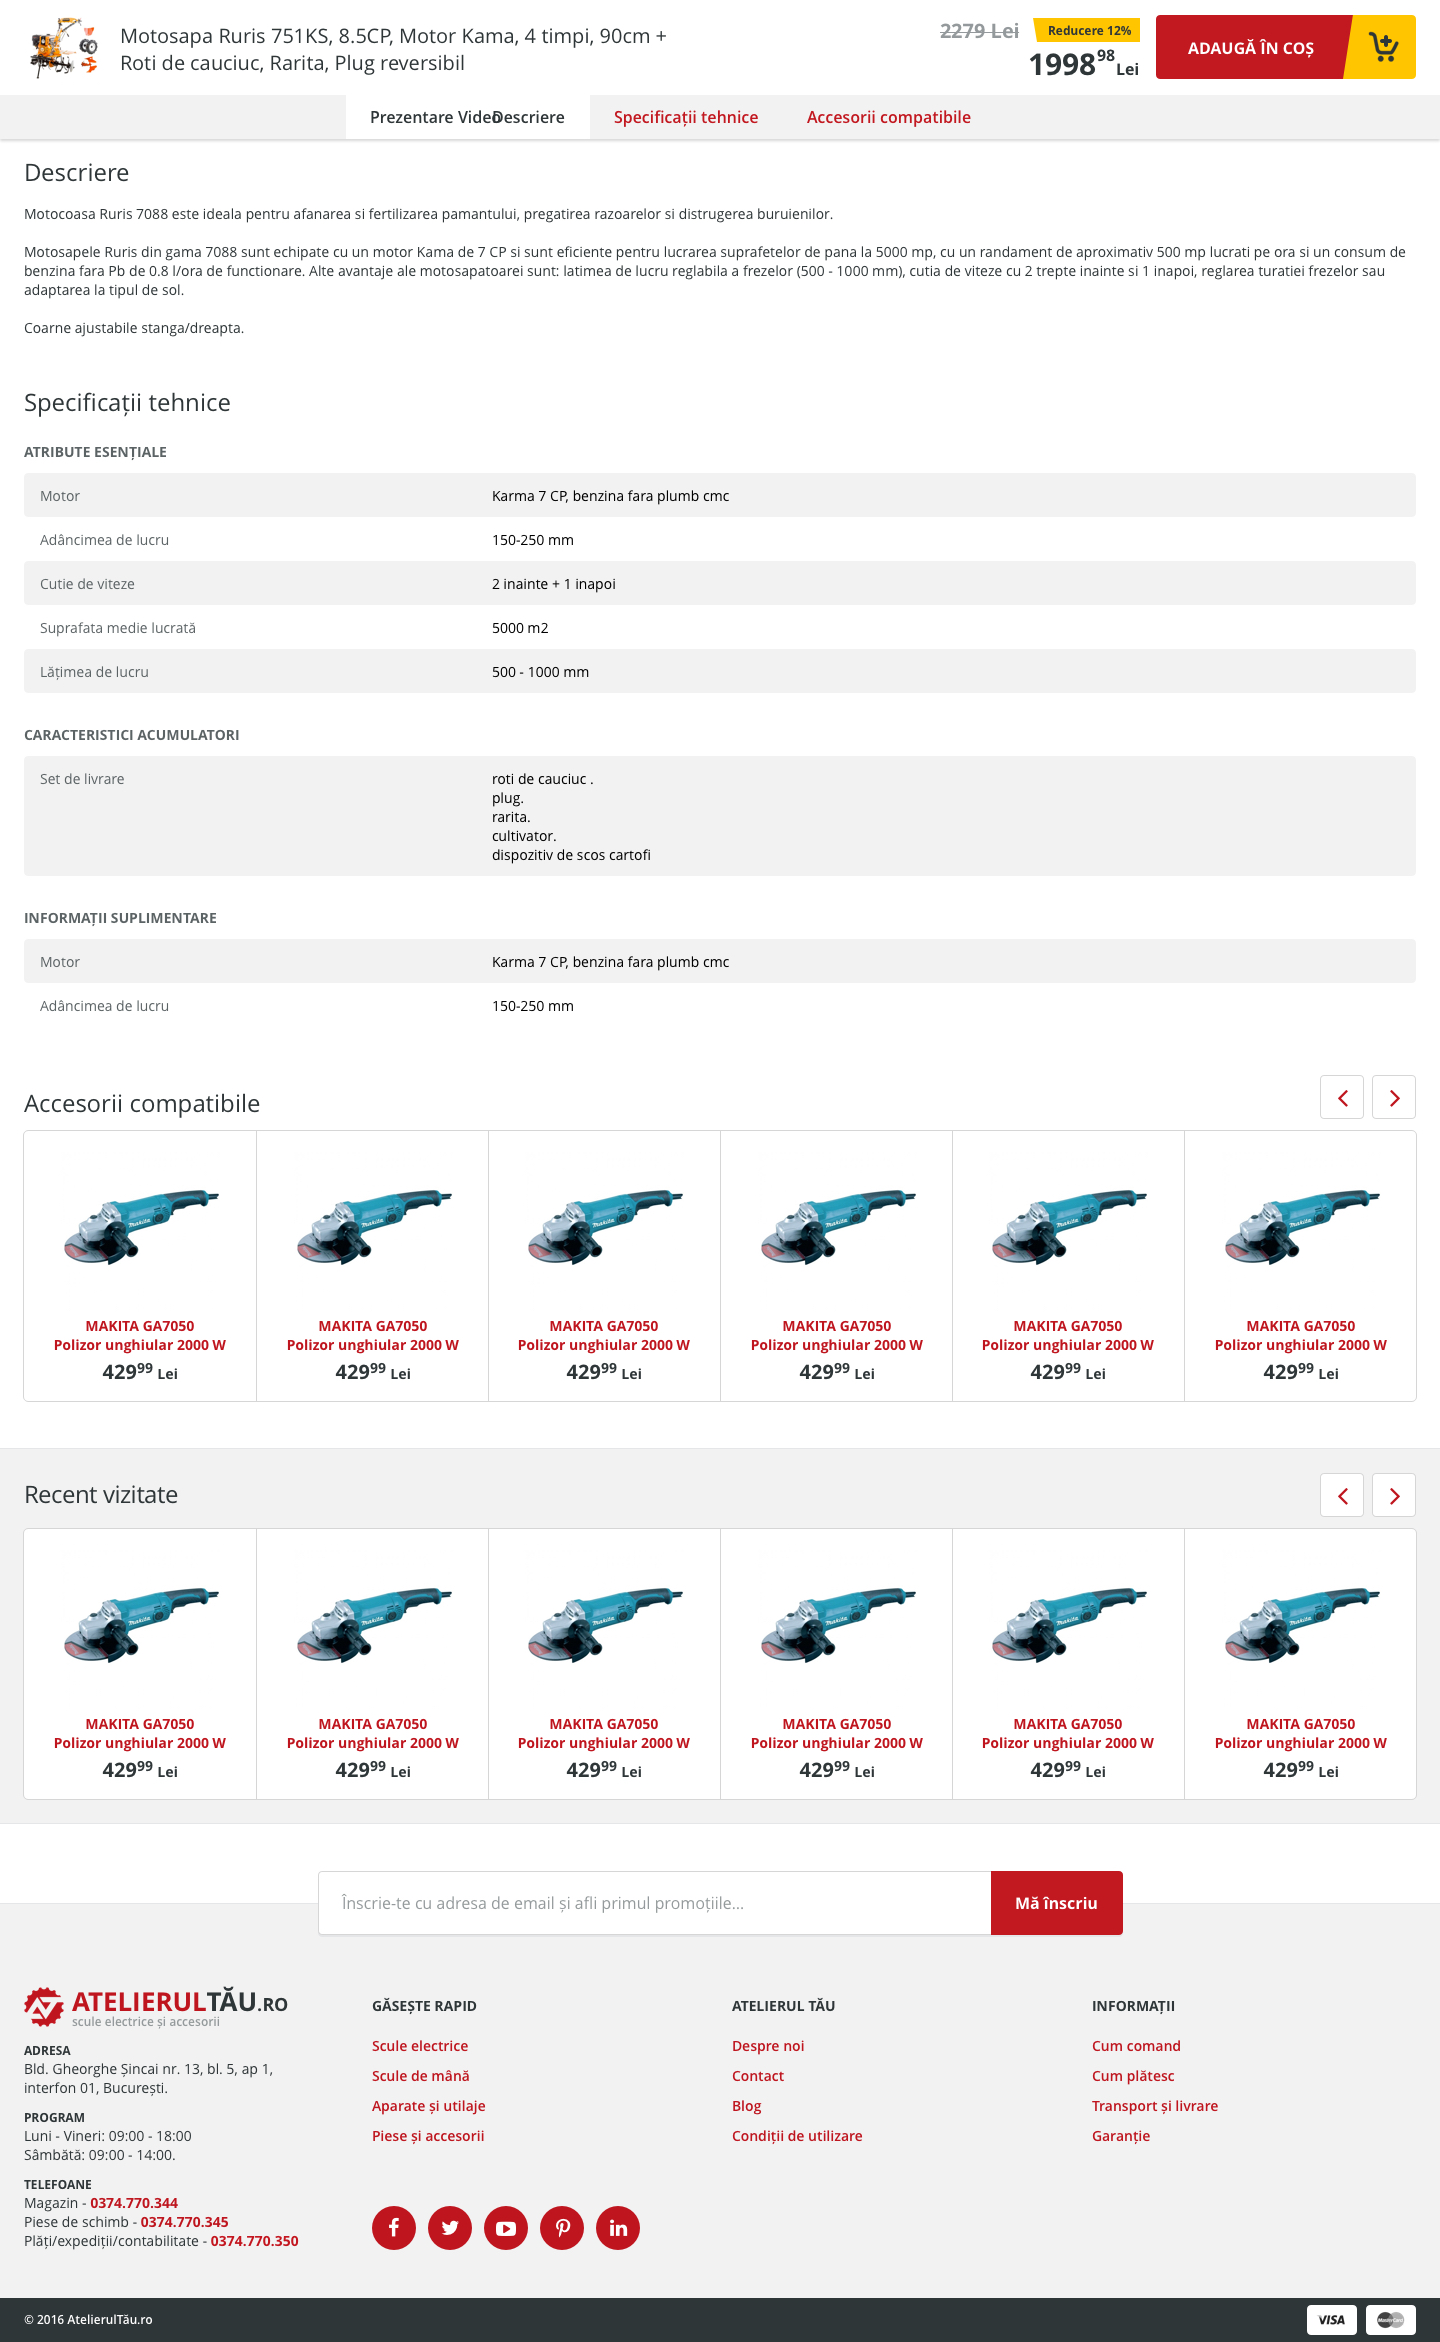 Motosapa Ruris 751KS, 8.5CP, Motor Kama, 4 timpi, 90cm +
Roti de cauciuc, Rarita, Plug reversibil
2279 Lei
Reducere 12%
1998 98 Lei
ADAUGĂ ÎN COȘ
Prezentare Video
Descriere
Specificații tehnice
Accesorii compatibile
Descriere
Motocoasa Ruris 7088 este ideala pentru afanarea si fertilizarea pamantului, pregatirea razoarelor si distrugerea buruienilor.
Motosapele Ruris din gama 7088 sunt echipate cu un motor Kama de 7 CP si sunt eficiente pentru lucrarea suprafetelor de pana la 5000 mp, cu un randament de aproximativ 500 mp lucrati pe ora si un consum de
benzina fara Pb de 0.8 l/ora de functionare. Alte avantaje ale motosapatoarei sunt: latimea de lucru reglabila a frezelor (500 - 1000 mm), cutia de viteze cu 2 trepte inainte si 1 inapoi, reglarea turatiei frezelor sau
adaptarea la tipul de sol.
Coarne ajustabile stanga/dreapta.
Specificații tehnice
ATRIBUTE ESENȚIALE
Motor Karma 7 CP, benzina fara plumb cmc
Adâncimea de lucru 150-250 mm
Cutie de viteze 2 inainte + 1 inapoi
Suprafata medie lucrată 5000 m2
Lățimea de lucru 500 - 1000 mm
CARACTERISTICI ACUMULATORI
Set de livrare roti de cauciuc .
plug.
rarita.
cultivator.
dispozitiv de scos cartofi
INFORMAȚII SUPLIMENTARE
Motor Karma 7 CP, benzina fara plumb cmc
Adâncimea de lucru 150-250 mm
Accesorii compatibile
makita makita makita makita makita makita
MAKITA GA7050 MAKITA GA7050 MAKITA GA7050 MAKITA GA7050 MAKITA GA7050 MAKITA GA7050
Polizor unghiular 2000 W Polizor unghiular 2000 W Polizor unghiular 2000 W Polizor unghiular 2000 W Polizor unghiular 2000 W Polizor unghiular 2000 W
429 99 Lei 429 99 Lei 429 99 Lei 429 99 Lei 429 99 Lei 429 99 Lei
Recent vizitate
makita makita makita makita makita makita
MAKITA GA7050 MAKITA GA7050 MAKITA GA7050 MAKITA GA7050 MAKITA GA7050 MAKITA GA7050
Polizor unghiular 2000 W Polizor unghiular 2000 W Polizor unghiular 2000 W Polizor unghiular 2000 W Polizor unghiular 2000 W Polizor unghiular 2000 W
429 99 Lei 429 99 Lei 429 99 Lei 429 99 Lei 429 99 Lei 429 99 Lei
Înscrie-te cu adresa de email și afli primul promoțiile...
Mă înscriu
ATELIERULTĂU.RO
scule electrice și accesorii
ADRESA
Bld. Gheorghe Șincai nr. 13, bl. 5, ap 1,
interfon 01, București.
PROGRAM
Luni - Vineri: 09:00 - 18:00
Sâmbătă: 09:00 - 14:00.
TELEFOANE
Magazin - 0374.770.344
Piese de schimb - 0374.770.345
Plăți/expediții/contabilitate - 0374.770.350
GĂSEȘTE RAPID
Scule electrice
Scule de mână
Aparate și utilaje
Piese și accesorii
ATELIERUL TĂU
Despre noi
Contact
Blog
Condiții de utilizare
INFORMAȚII
Cum comand
Cum plătesc
Transport și livrare
Garanție
© 2016 AtelierulTău.ro
VISA
MasterCard